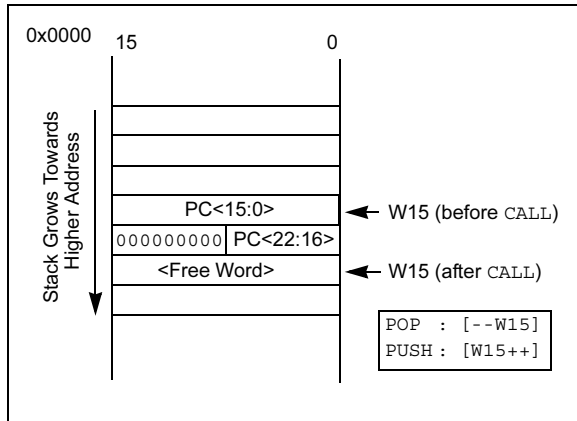 0x0000
15 0
Stack Grows Towards
Higher Address
PC<15:0>
W15 (before CALL)
000000000 PC<22:16>
<Free Word>
W15 (after CALL)
POP : [--W15]
PUSH : [W15++]